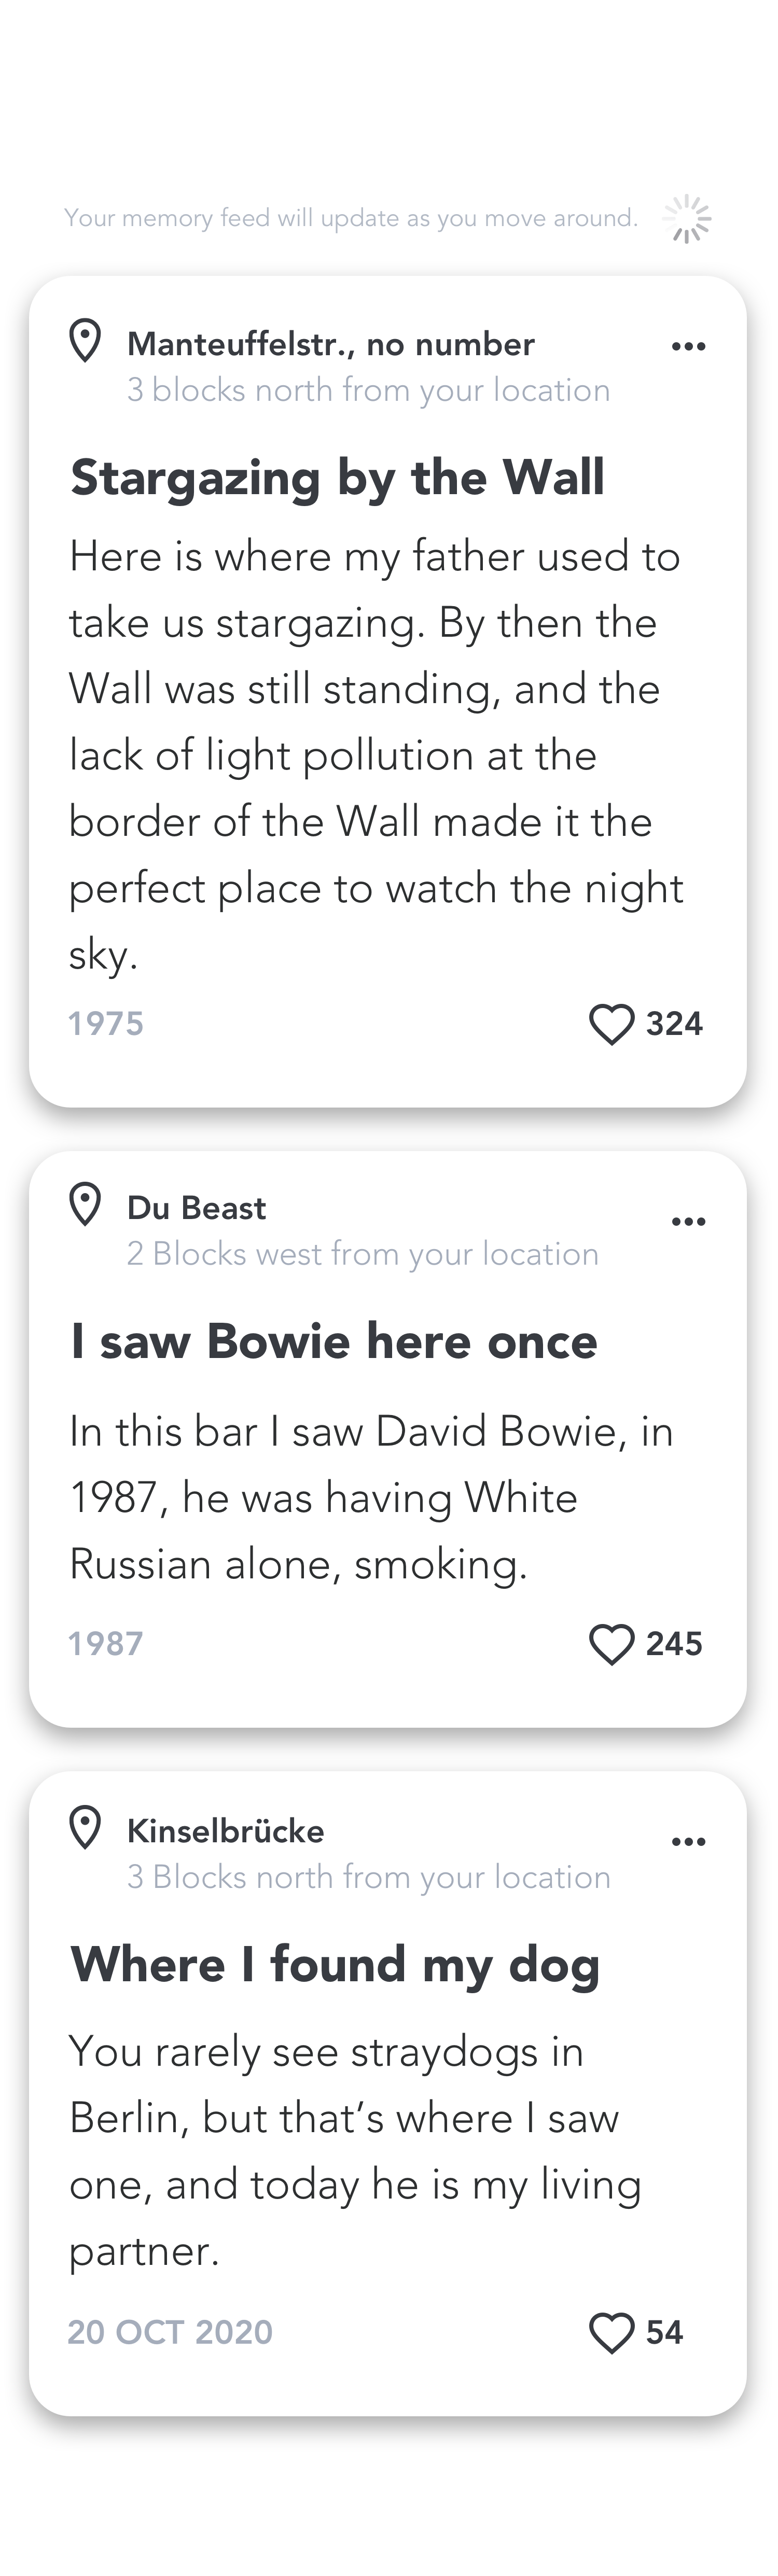 Your memory feed will update as you move around.
Manteuffelstr., no number
3 blocks north from your location
Stargazing by the Wall
Here is where my father used to
take us stargazing. By then the
Wall was still standing, and the
lack of light pollution at the
border of the Wall made it the
perfect place to watch the night
sky.
1975
324
Du Beast
2 Blocks west from your location
I saw Bowie here once
In this bar I saw David Bowie, in
1987, he was having White
Russian alone, smoking.
1987
245
Kinselbrücke
3 Blocks north from your location
Where I found my dog
You rarely see straydogs in
Berlin, but that’s where I saw
one, and today he is my living
partner.
20 OCT 2020
54